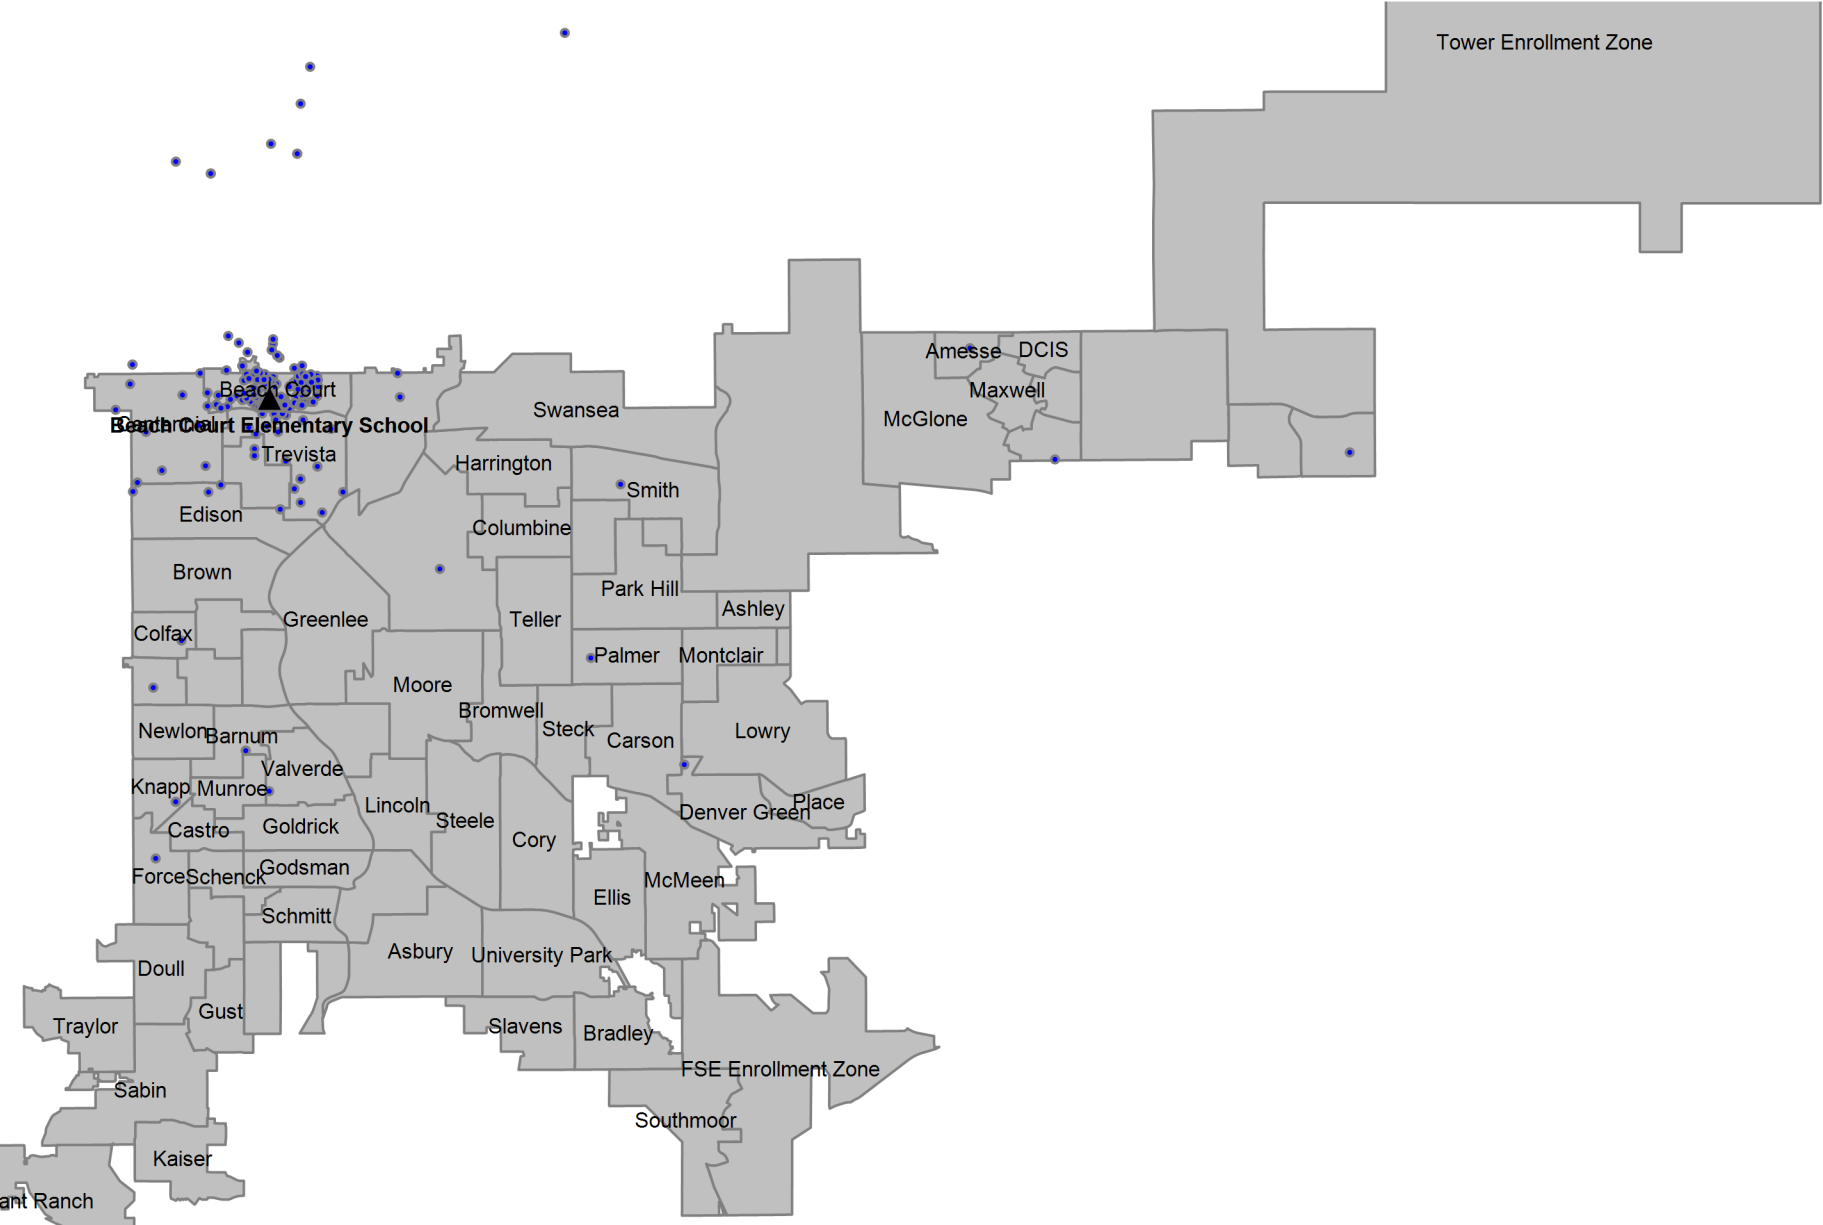 Tower Enrollment Zone
Amesse
DCIS
Beach Court
Maxwell
Swansea
McGlone
Centennial
Beach Court Elementary School
Trevista
Harrington
Smith
Edison
Columbine
Brown
Park Hill
Ashley
Greenlee
Teller
Colfax
Palmer
Montclair
Moore
Bromwell
Newlon
Barnum
Steck
Carson
Lowry
Valverde
Knapp
Munroe
Lincoln
Place
Denver Green
Castro
Goldrick
Steele
Cory
Godsman
Force
Schenck
McMeen
Ellis
Schmitt
Asbury
University Park
Doull
Gust
Traylor
Slavens
Bradley
FSE Enrollment Zone
Sabin
Southmoor
Kaiser
ant Ranch